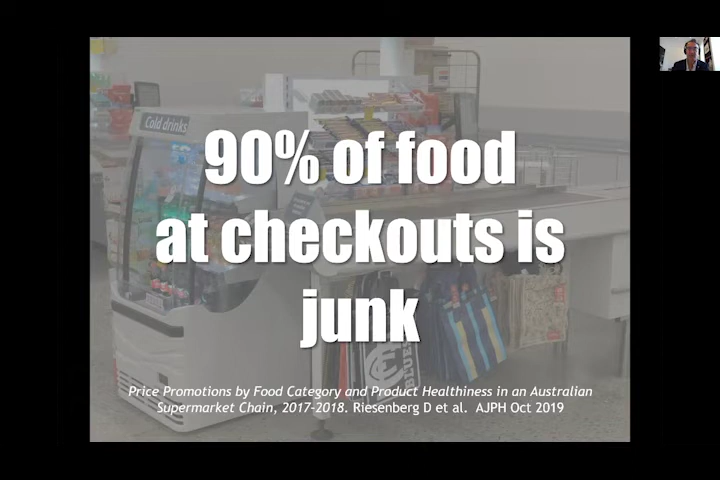 Cold drinks
90% of food
at checkouts is
junk
BLUES
Price Promotions by Food Category and Product Healthiness in an Australian
Supermarket Chain, 2017-2018. Riesenberg D et al.  AJPH Oct 2019